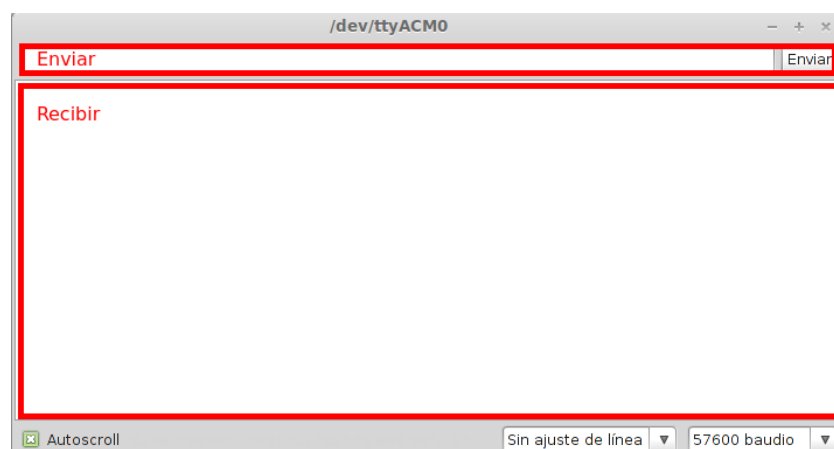 /dev/ttyACM0
Enviar Enviar
Recibir
Autoscroll Sin ajuste de línea 57600 baudio